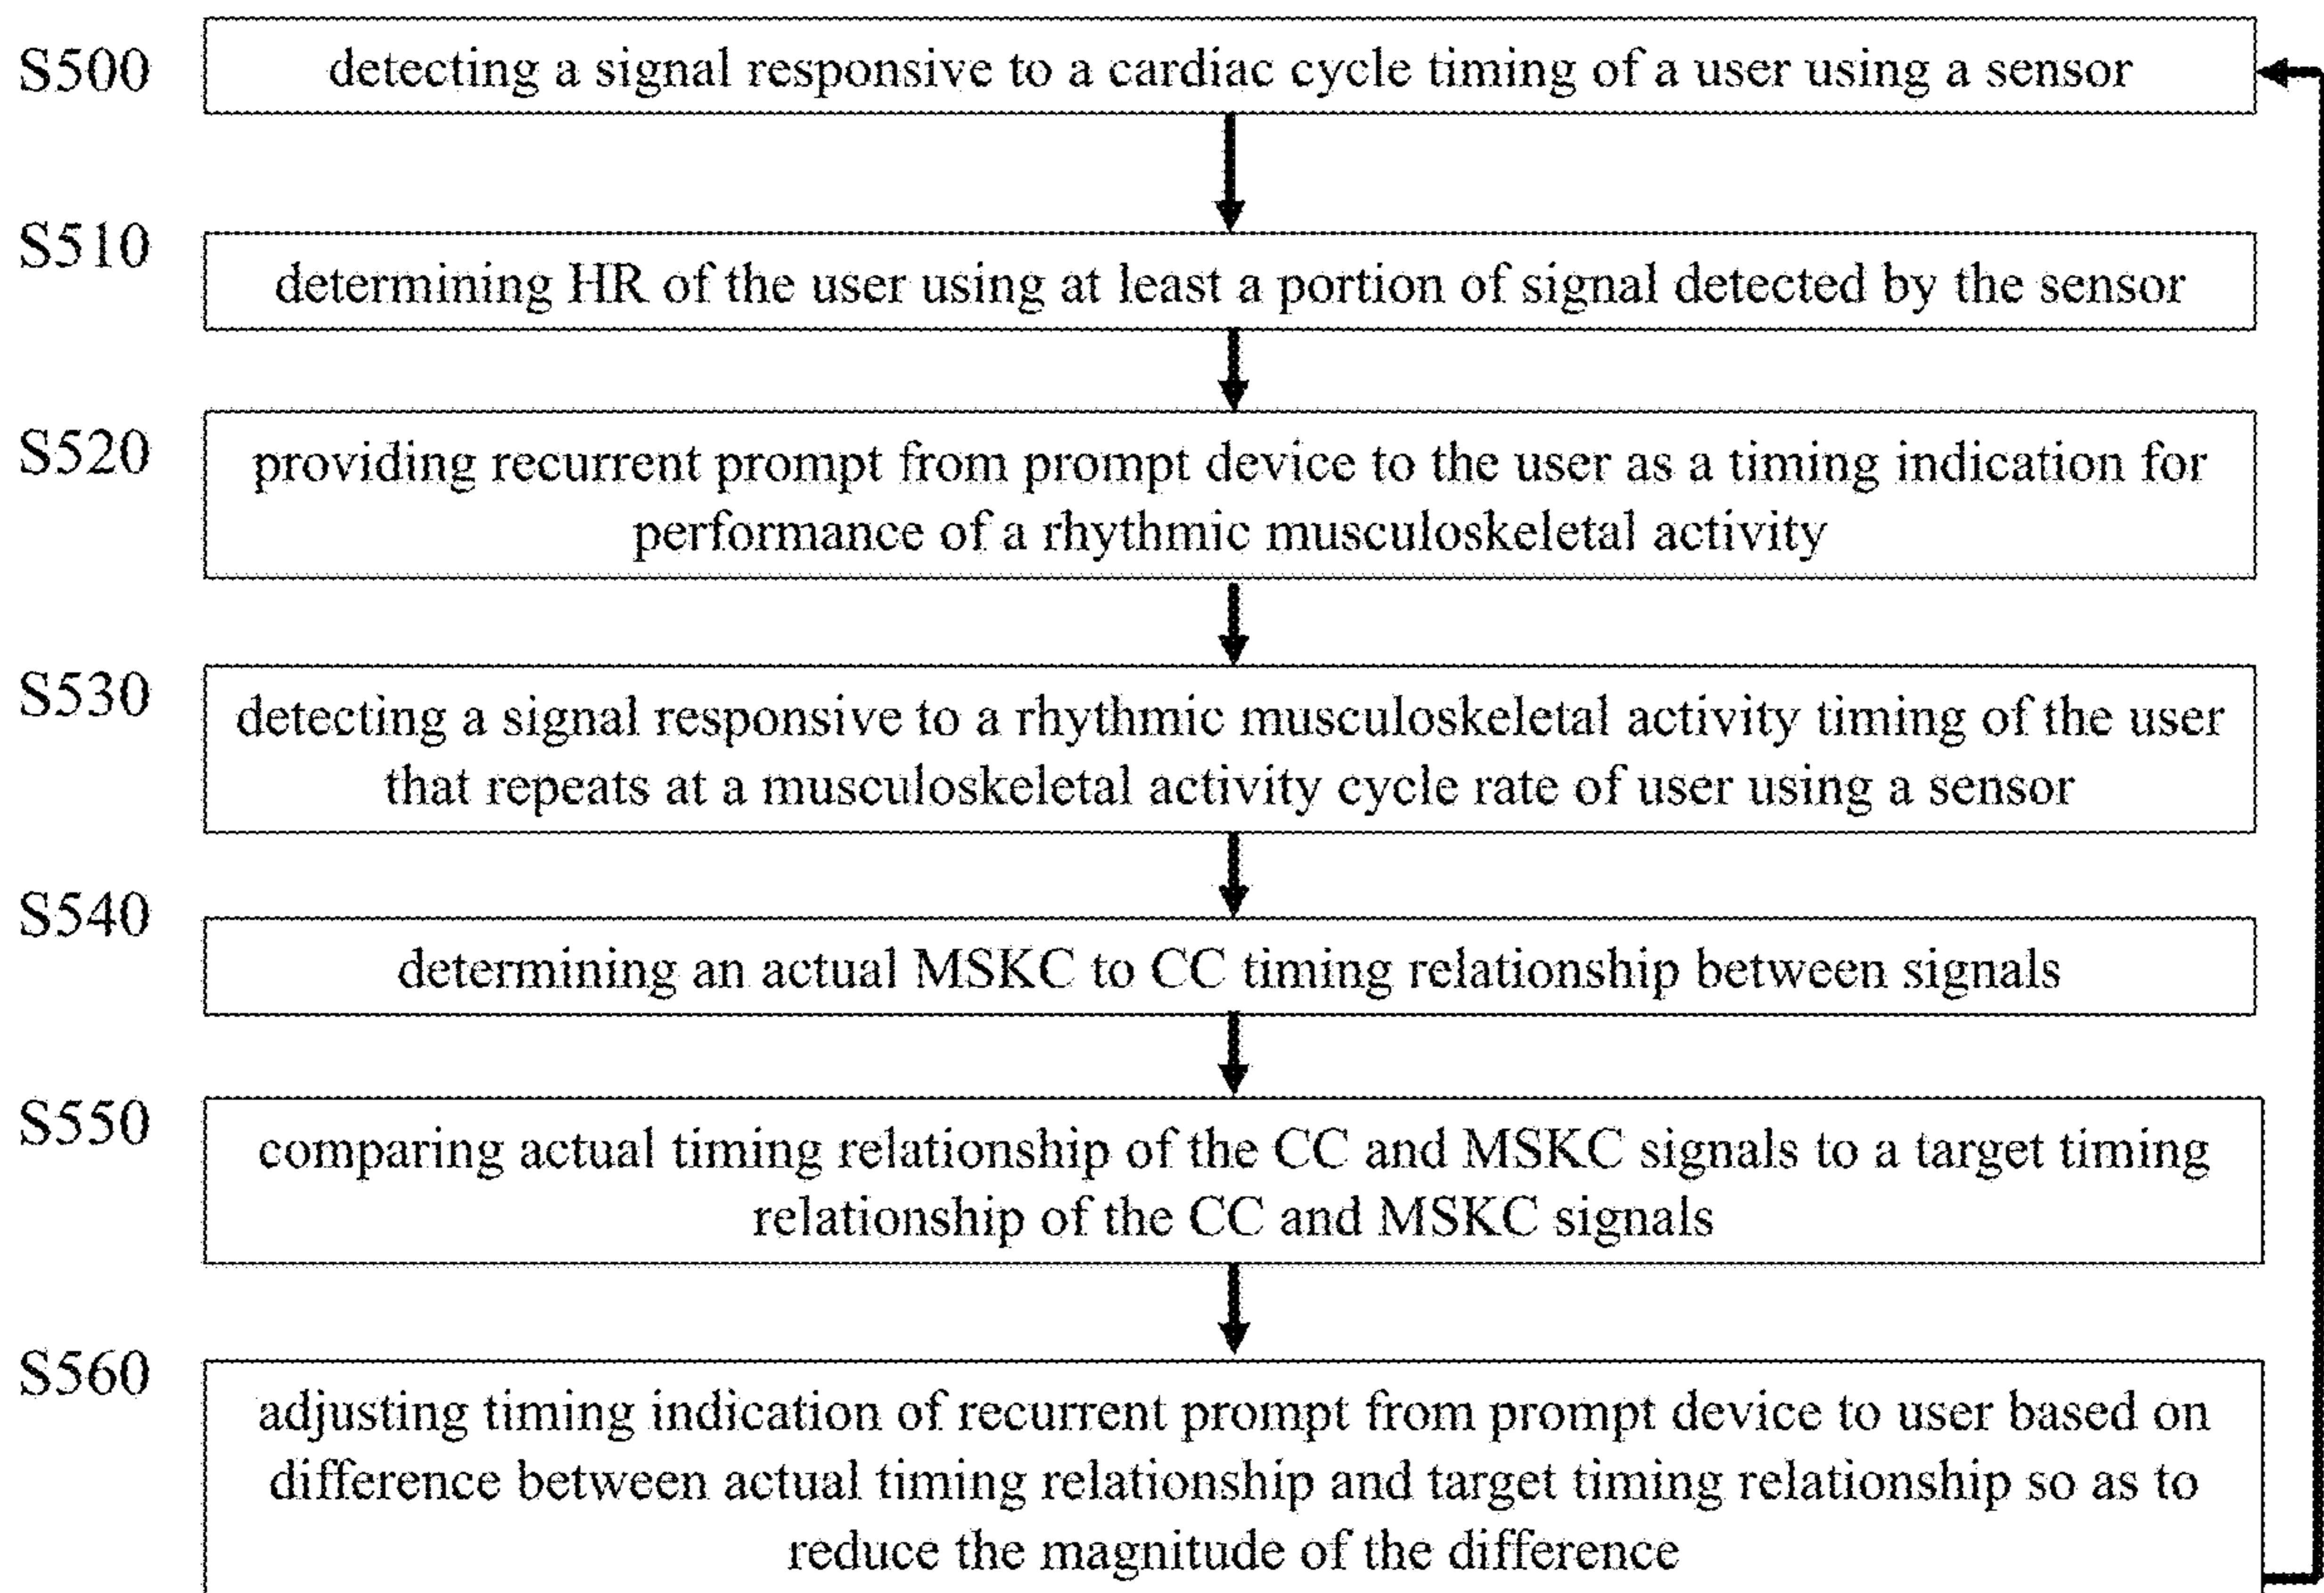 S500
detecting a signal responsive to a cardiac cycle timing of a user using a sensor
S510
determining HR of the user using at least a portion of signal detected by the sensor
S520
providing recurrent prompt from prompt device to the user as a timing indication for
performance of a rhythmic musculoskeletal activity
S530
detecting a signal responsive to a rhythmic musculoskeletal activity timing of the user
that repeats at a musculoskeletal activity cycle rate of user using a sensor
S540
determining an actual MSKC to CC timing relationship between signals
S550
comparing actual timing relationship of the CC and MSKC signals to a target timing
relationship of the CC and MSKC signals
S560
adjusting timing indication of recurrent prompt from prompt device to user based on
difference between actual timing relationship and target timing relationship so as to
reduce the magnitude of the difference